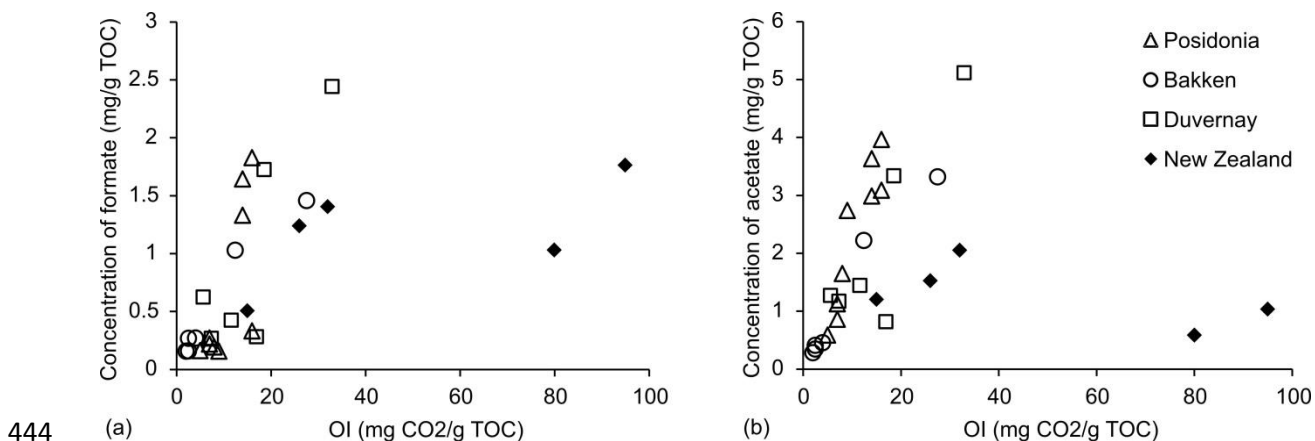 Concentration of formate (mg/g TOC)
3
2.5
2
1.5
1
0.5
0
0 20 40 60 80 100
OI (mg CO2/g TOC)
(a)
Concentration of acetate (mg/g TOC)
6
5
4
3
2
1
0
0 20 40 60 80 100
OI (mg CO2/g TOC)
(b)
Posidonia
Bakken
Duvernay
New Zealand
444